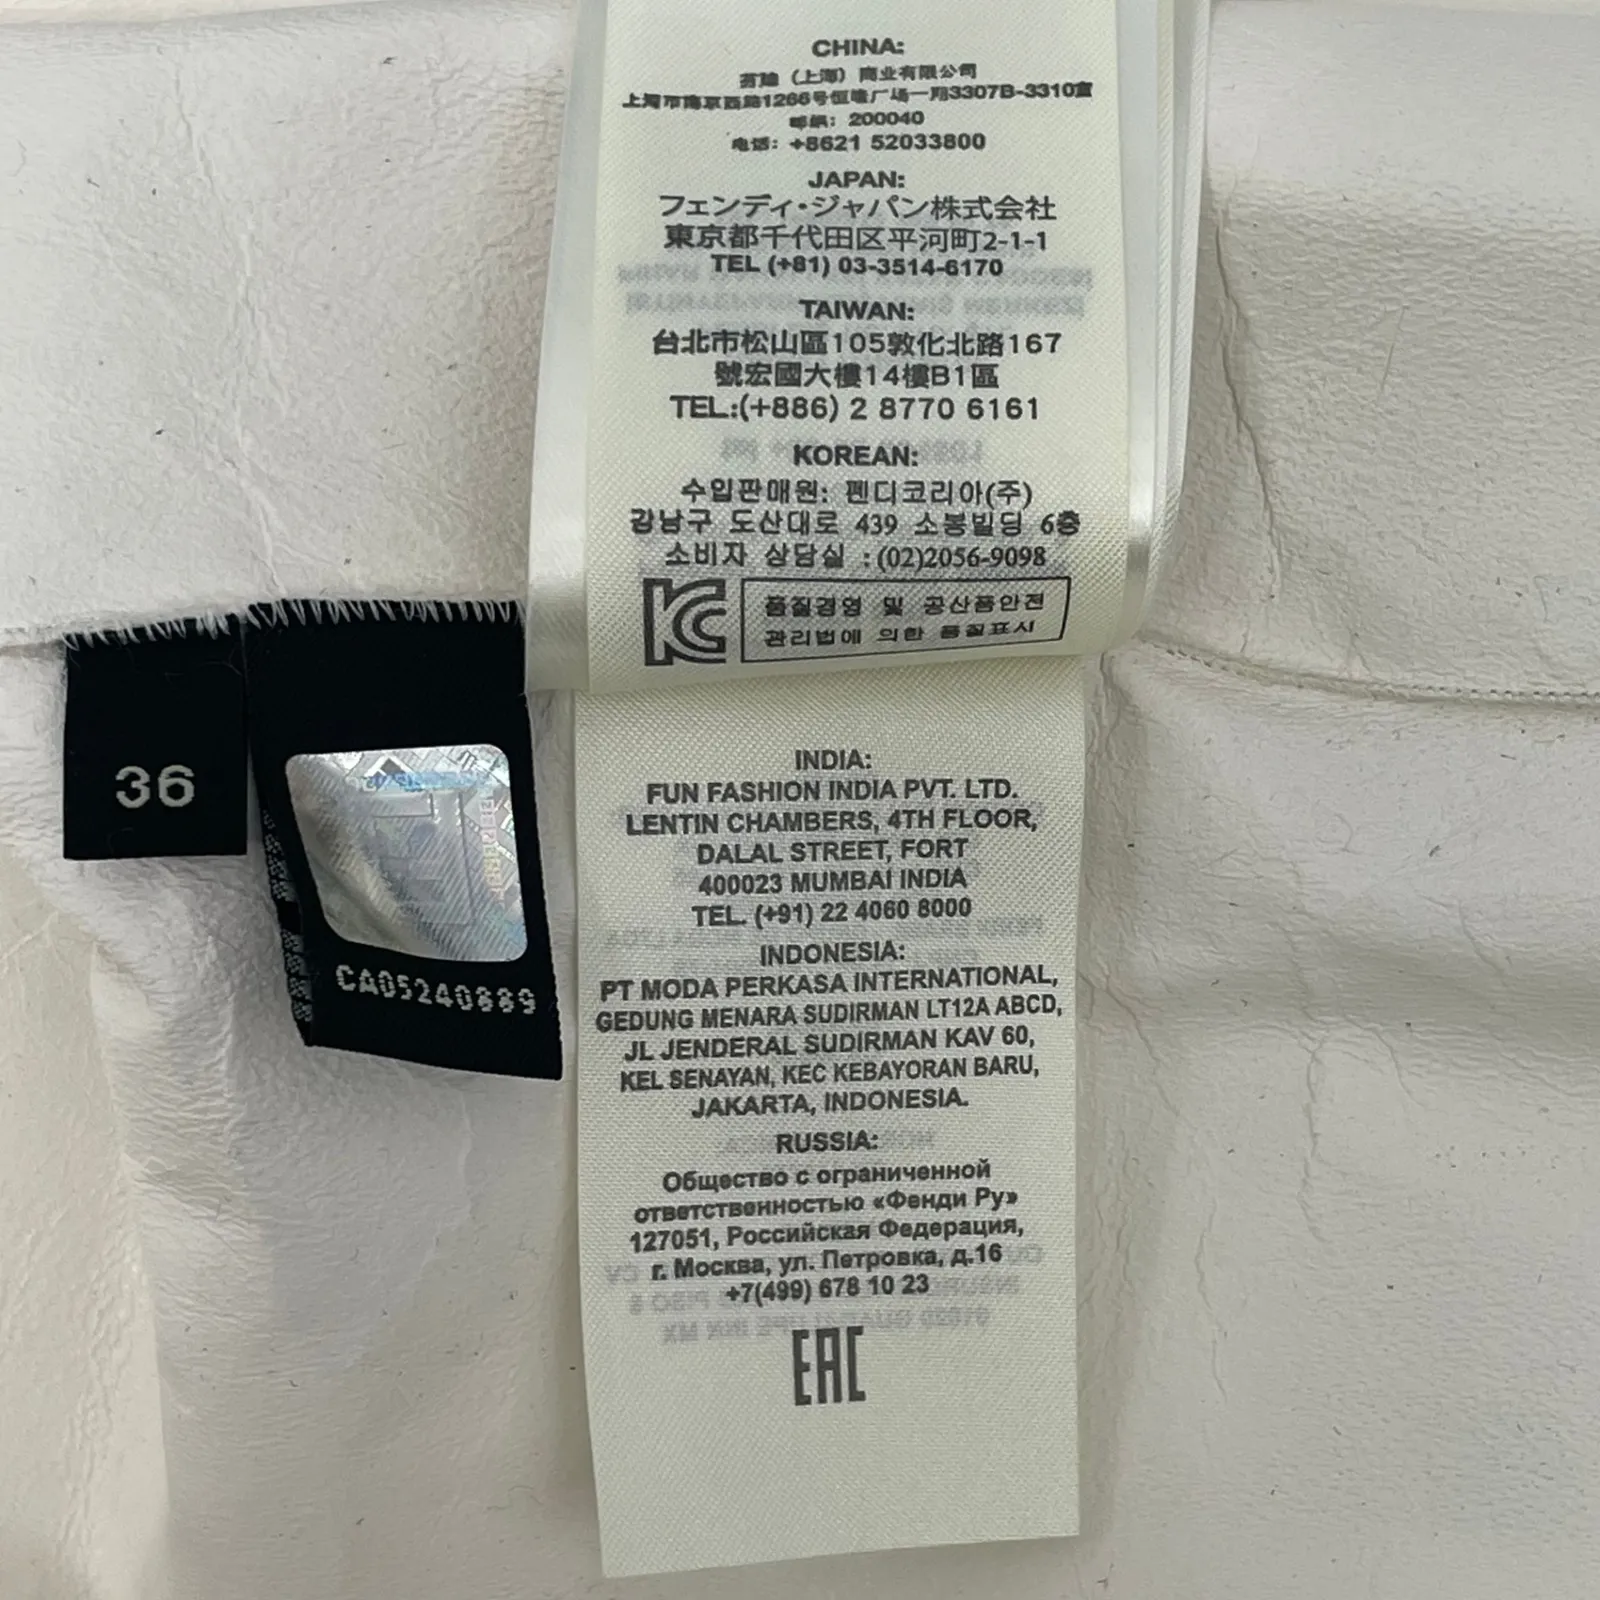 CHINA:
芬迪（上海）商业有限公司
上海市南京西路1266号恒隆广场一期3307B-3310室
邮编：200040
电话：+8621 52033800
JAPAN:
フェンディ・ジャパン株式会社
東京都千代田区平河町2-1-1
TEL (+81) 03-3514-6170
TAIWAN:
台北市松山區105敦化北路167
號宏國大樓14樓B1區
TEL.:(+886) 2 8770 6161
KOREAN:
수입판매원: 펜디코리아(주)
강남구 도산대로 439 소봉빌딩 6층
소비자 상담실 :(02)2056-9098
품질경영 및 공산품안전
관리법에 의한 품질표시
36
CA05240889
INDIA:
FUN FASHION INDIA PVT. LTD.
LENTIN CHAMBERS, 4TH FLOOR,
DALAL STREET, FORT
400023 MUMBAI INDIA
TEL. (+91) 22 4060 8000
INDONESIA:
PT MODA PERKASA INTERNATIONAL,
GEDUNG MENARA SUDIRMAN LT12A ABCD,
JL JENDERAL SUDIRMAN KAV 60,
KEL SENAYAN, KEC KEBAYORAN BARU,
JAKARTA, INDONESIA.
RUSSIA:
Общество с ограниченной
ответственностью «Фенди Ру»
127051, Российская Федерация,
г. Москва, ул. Петровка, д.16
+7(499) 678 10 23
EAC